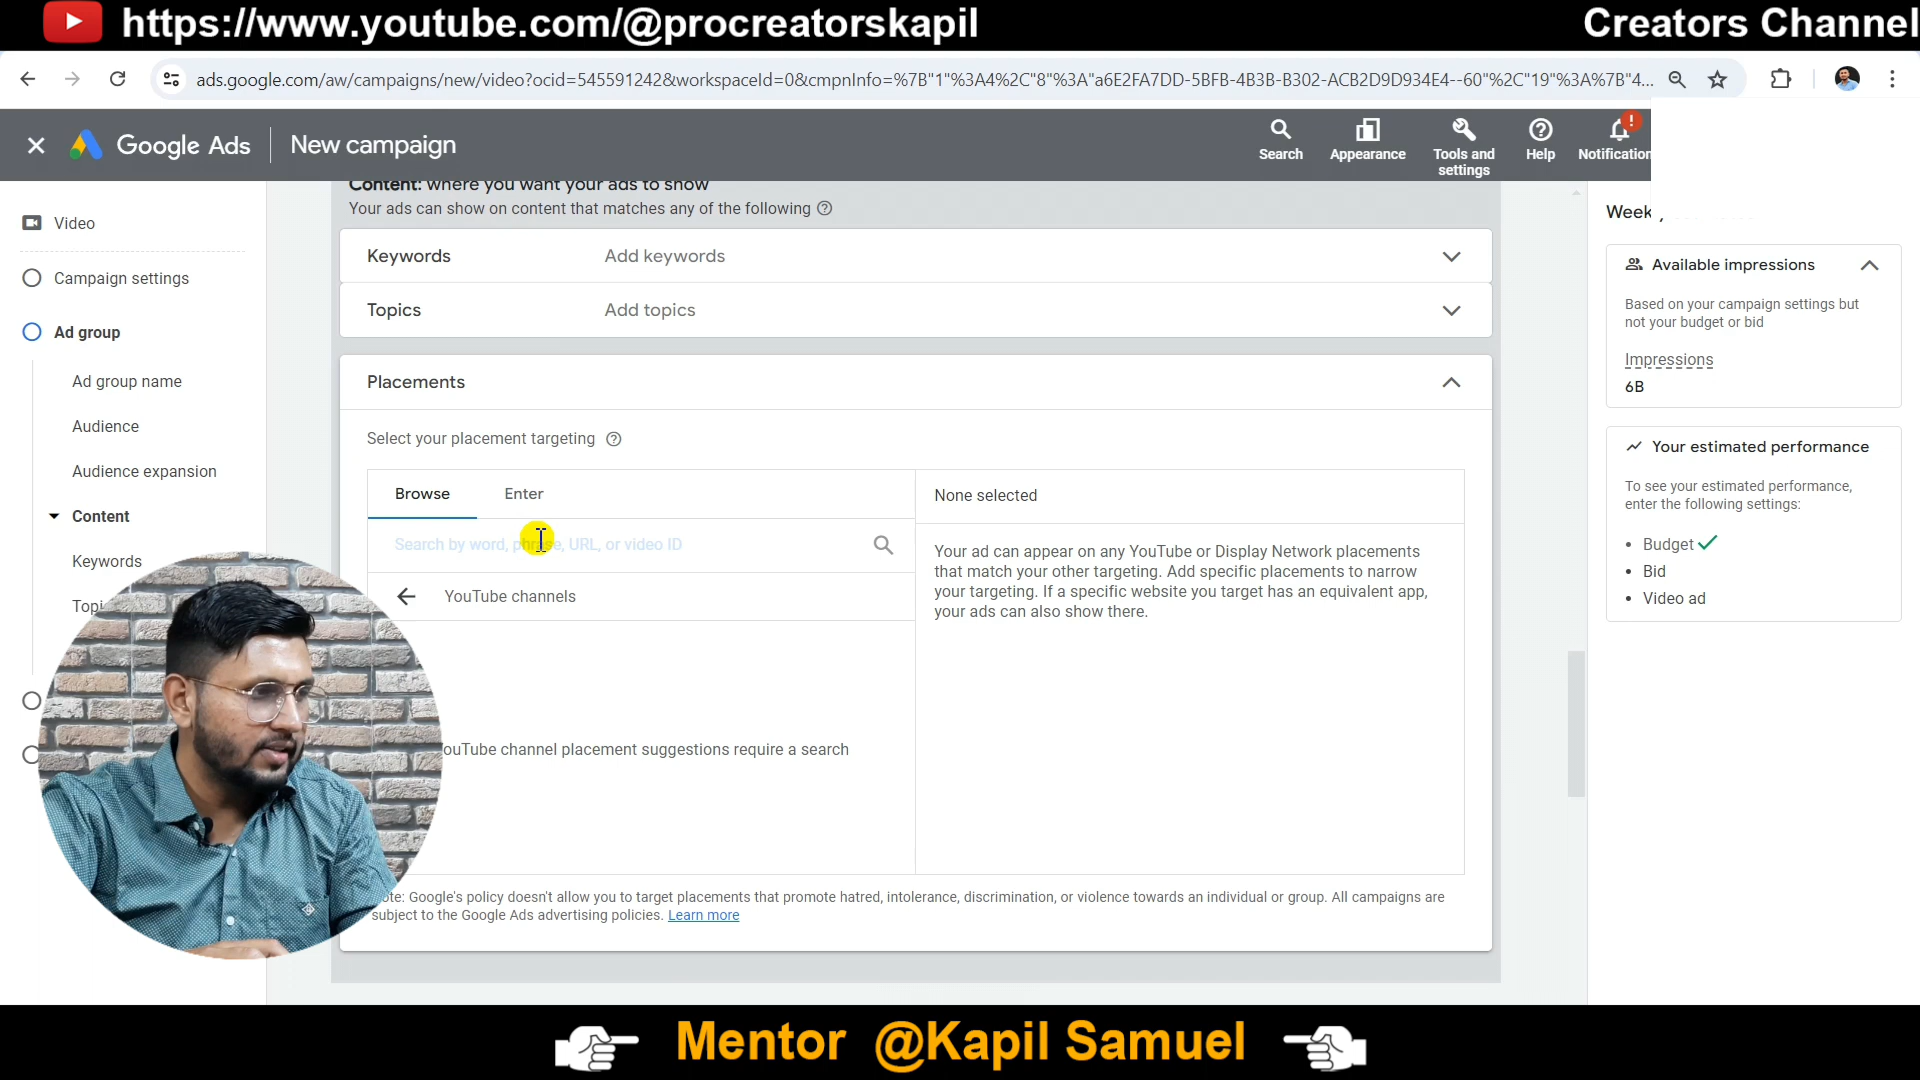 https://www.youtube.com/@procreatorskapil
Creators Channel
ads.google.com/aw/campaigns/new/video?ocid=545591242&workspaceId=0&cmpnInfo=%7B"1"%3A4%2C"8"%3A"a6E2FA7DD-5BFB-4B3B-B302-ACB2D9D934E4--60"%2C"19"%3A%7B"4...
Google Ads
New campaign
Search
Appearance
Tools and
settings
Help
Notification
Video
Campaign settings
Ad group
Ad group name
Audience
Audience expansion
Content
Keywords
Content: where you want your ads to show
Your ads can show on content that matches any of the following
Keywords
Add keywords
Topics
Add topics
Placements
Select your placement targeting
Browse
Enter
Search by word, phrase, URL, or video ID
YouTube channels
ouTube channel placement suggestions require a search
None selected
Your ad can appear on any YouTube or Display Network placements
that match your other targeting. Add specific placements to narrow
your targeting. If a specific website you target has an equivalent app,
your ads can also show there.
ote: Google's policy doesn't allow you to target placements that promote hatred, intolerance, discrimination, or violence towards an individual or group. All campaigns are
subject to the Google Ads advertising policies. Learn more
Week
Available impressions
Based on your campaign settings but
not your budget or bid
Impressions
6B
Your estimated performance
To see your estimated performance,
enter the following settings:
• Budget
• Bid
• Video ad
Mentor @Kapil Samuel